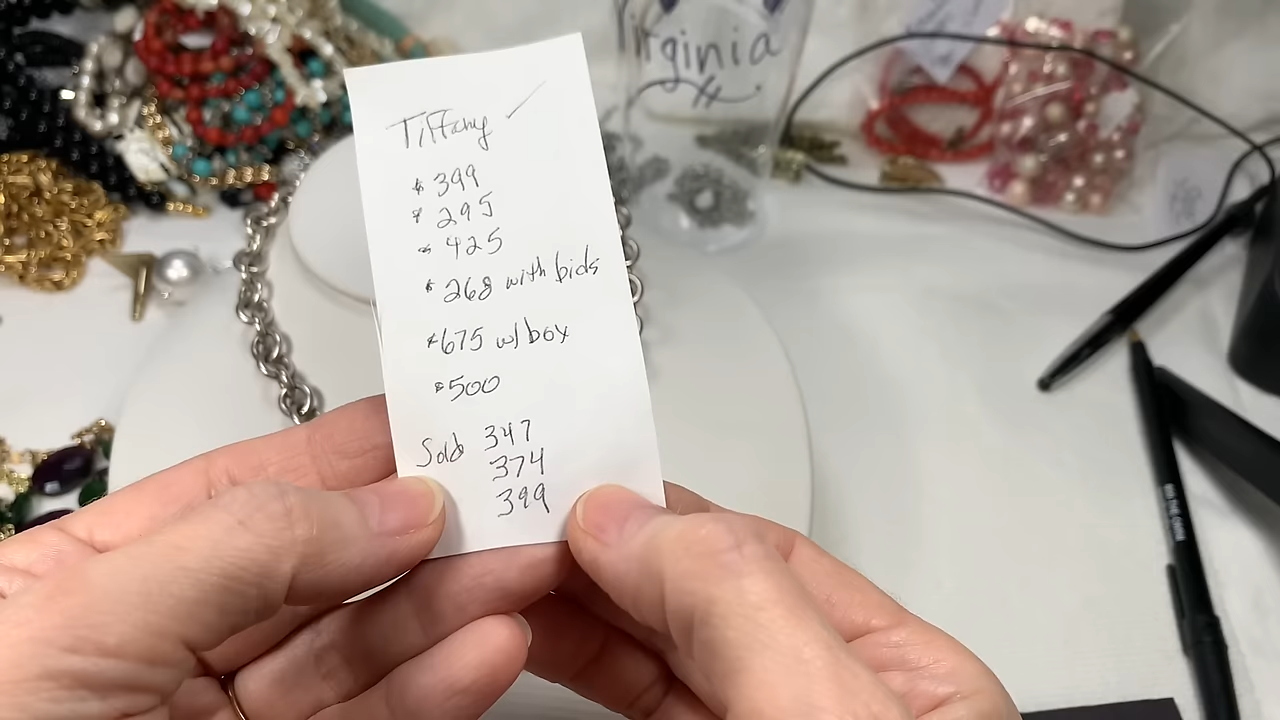 Tiffany ✓
$399
$295
$425
$268 with bids
$675 w/box
$500
Sold 347
374
399
Virginia